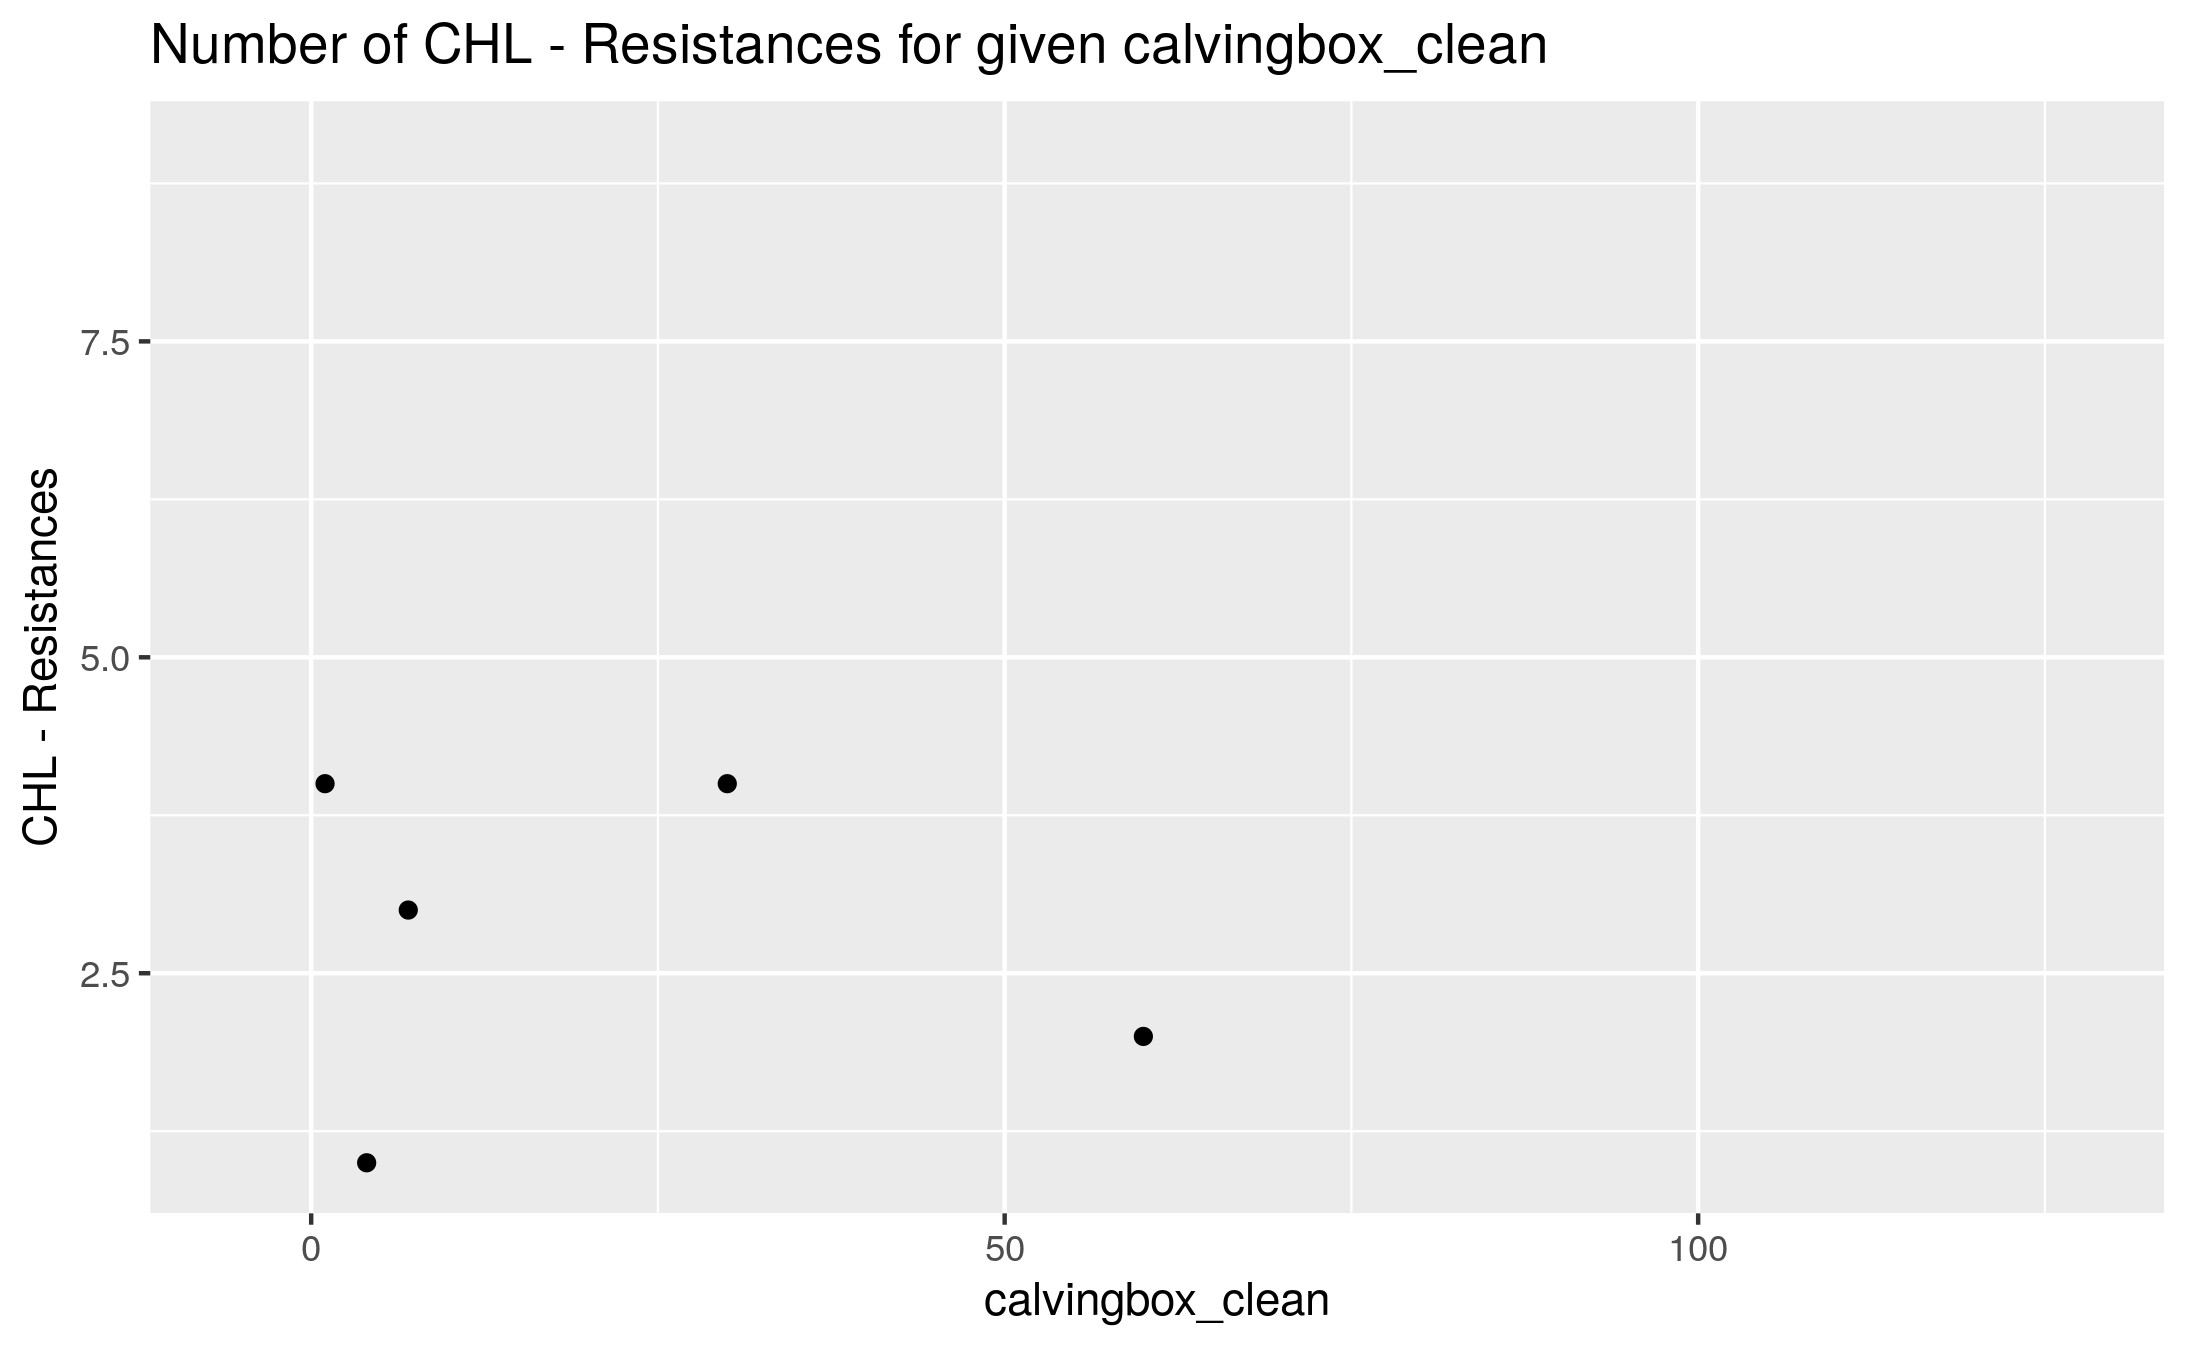 Number of CHL - Resistances for given calvingbox_clean
CHL - Resistances
7.5
5.0
2.5
0
50
100
calvingbox_clean